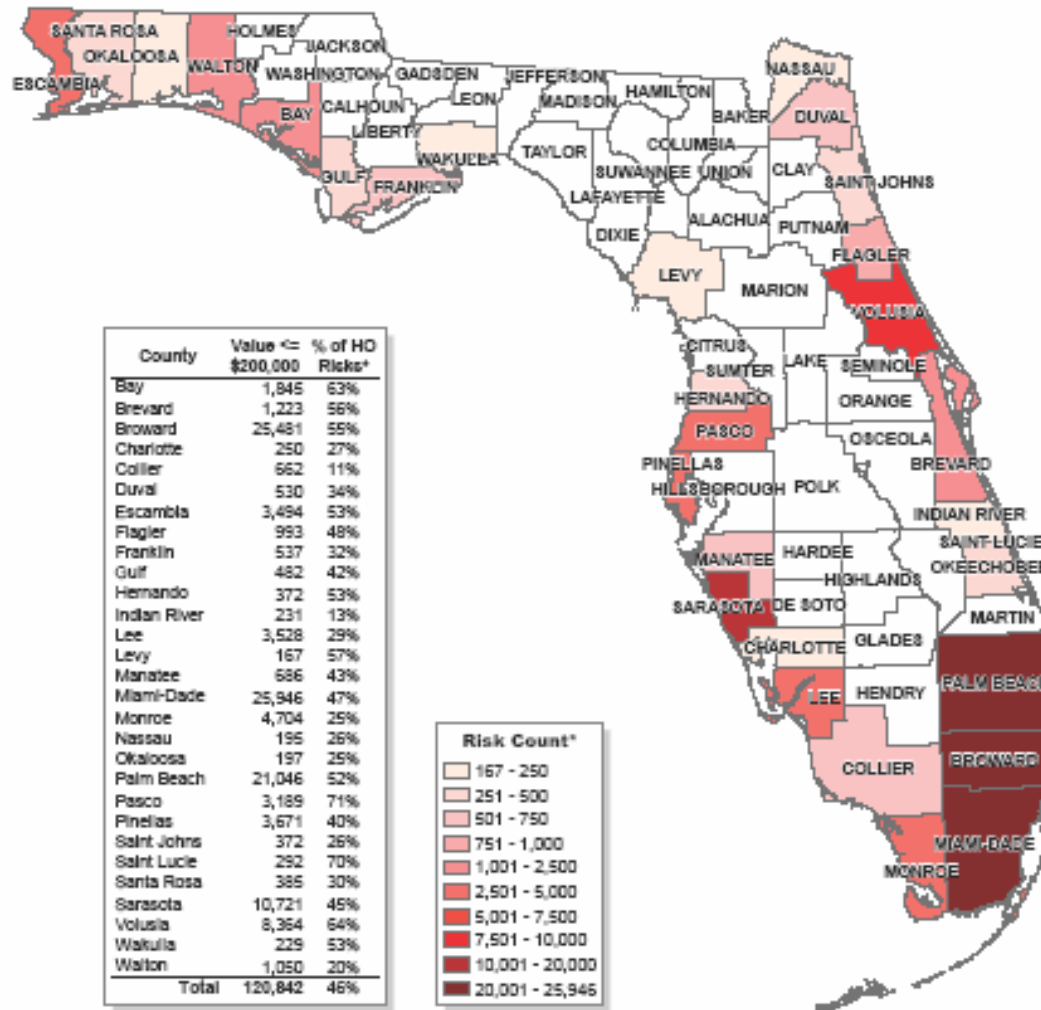 SANTA ROSA
HOLMES
JACKSON
OKALOOSA
WALTON
ESCAMBIA
WASHINGTON
GADSDEN
JEFFERSON
NASSAU
HAMILTON
LEON
MADISON
BAKER
DUVAL
BAY
CALHOUN
LIBERTY
WAKULLA
TAYLOR
COLUMBIA
SUWANNEE
UNION
CLAY
GULF
FRANKLIN
SAINT JOHNS
LAFAYETTE
ALACHUA
PUTNAM
DIXIE
FLAGLER
LEVY
MARION
VOLUSIA
CITRUS
SUMTER
LAKE
SEMINOLE
HERNANDO
ORANGE
PASCO
OSCEOLA
PINELLAS
BREVARD
HILLSBOROUGH
POLK
INDIAN RIVER
SAINT LUCIE
MANATEE
HARDEE
OKEECHOBEE
HIGHLANDS
SARASOTA
DE SOTO
MARTIN
CHARLOTTE
GLADES
PALM BEACH
LEE
HENDRY
BROWARD
COLLIER
MIAMI-DADE
MONROE
County Value <= $200,000 % of HO Risks*
Bay 1,845 63%
Brevard 1,223 56%
Broward 25,481 55%
Charlotte 250 27%
Collier 662 11%
Duval 530 34%
Escambia 3,494 53%
Flagler 993 48%
Franklin 537 32%
Gulf 482 42%
Hernando 372 53%
Indian River 231 13%
Lee 3,528 29%
Levy 167 57%
Manatee 686 43%
Miami-Dade 25,946 47%
Monroe 4,704 25%
Nassau 195 26%
Okaloosa 197 25%
Palm Beach 21,046 52%
Pasco 3,189 71%
Pinellas 3,671 40%
Saint Johns 372 26%
Saint Lucie 292 70%
Santa Rosa 385 30%
Sarasota 10,721 45%
Volusia 8,364 64%
Wakulla 229 53%
Walton 1,050 20%
Total 120,842 46%
Risk Count*
167 - 250
251 - 500
501 - 750
751 - 1,000
1,001 - 2,500
2,501 - 5,000
5,001 - 7,500
7,501 - 10,000
10,001 - 20,000
20,001 - 25,946